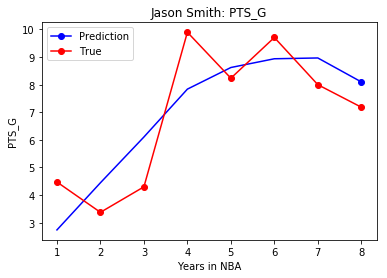 Jason Smith: PTS_G
Prediction
True
PTS_G
10
9
8
7
6
5
4
3
1 2 3 4 5 6 7 8
Years in NBA